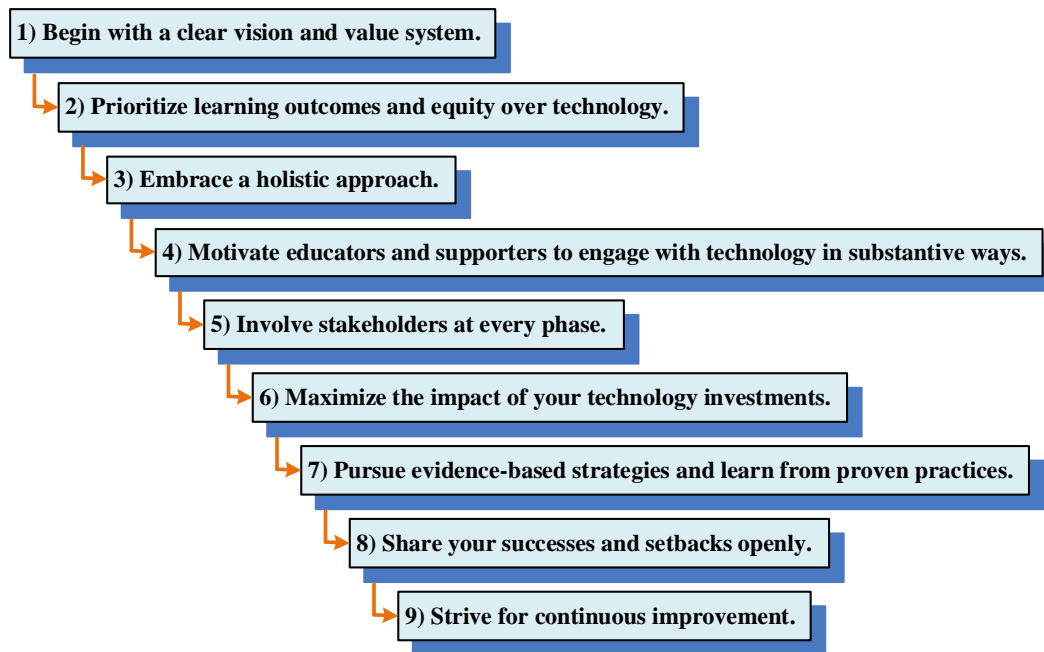 1) Begin with a clear vision and value system.
2) Prioritize learning outcomes and equity over technology.
3) Embrace a holistic approach.
4) Motivate educators and supporters to engage with technology in substantive ways.
5) Involve stakeholders at every phase.
6) Maximize the impact of your technology investments.
7) Pursue evidence-based strategies and learn from proven practices.
8) Share your successes and setbacks openly.
9) Strive for continuous improvement.